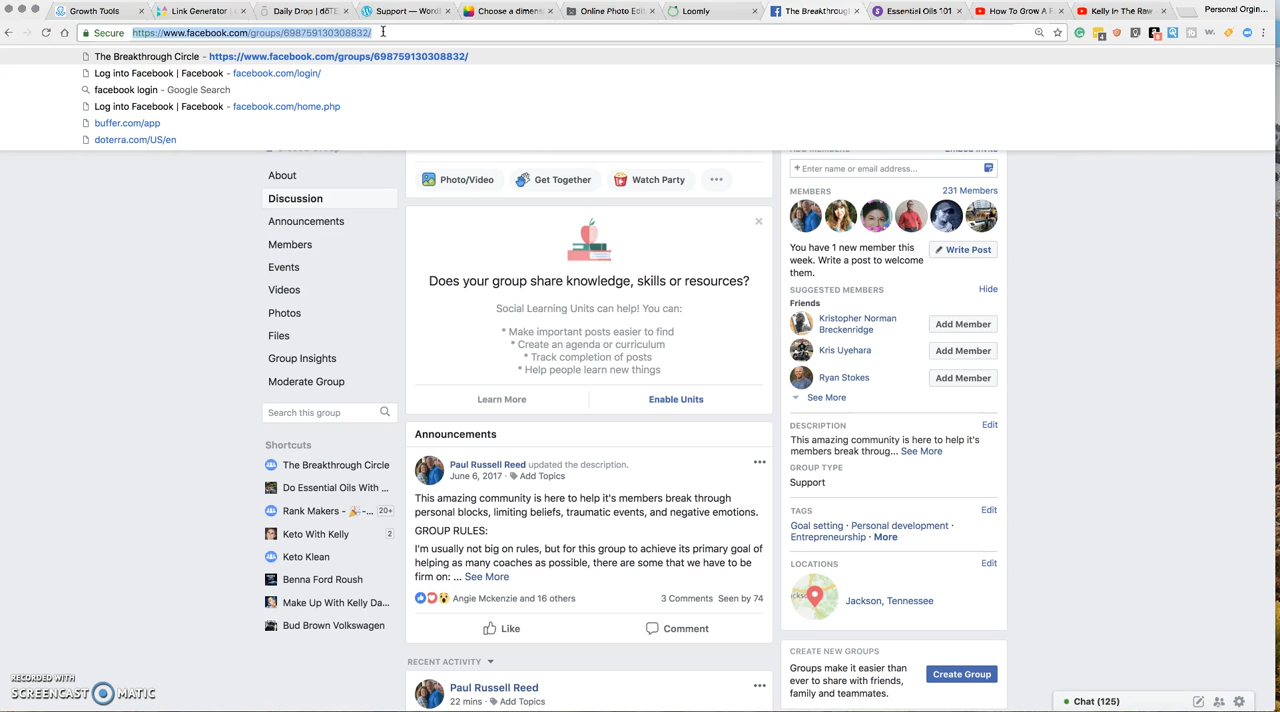 Growth Tools
Link Generator
Daily Drop | dōTE
Support — WordP
Choose a dimens
Online Photo Edit
Loomly
The Breakthroug
Essential Oils 101
How To Grow A F
Kelly In The Raw
Personal Orgin...
Secure
https://www.facebook.com/groups/698759130308832/
The Breakthrough Circle - https://www.facebook.com/groups/698759130308832/
Log into Facebook | Facebook - facebook.com/login/
facebook login - Google Search
Log into Facebook | Facebook - facebook.com/home.php
buffer.com/app
doterra.com/US/en
About
Discussion
Announcements
Members
Events
Videos
Photos
Files
Group Insights
Moderate Group
Search this group
Shortcuts
The Breakthrough Circle
Do Essential Oils With ...
Rank Makers - 🎉 -... 20+
Keto With Kelly 2
Keto Klean
Benna Ford Roush
Make Up With Kelly Da...
Bud Brown Volkswagen
Photo/Video
Get Together
Watch Party
Does your group share knowledge, skills or resources?
Social Learning Units can help! You can:
* Make important posts easier to find
* Create an agenda or curriculum
* Track completion of posts
* Help people learn new things
Learn More
Enable Units
Announcements
Paul Russell Reed updated the description.
June 6, 2017 · Add Topics
This amazing community is here to help it's members break through
personal blocks, limiting beliefs, traumatic events, and negative emotions.
GROUP RULES:
I'm usually not big on rules, but for this group to achieve its primary goal of
helping as many coaches as possible, there are some that we have to be
firm on: ... See More
Angie Mckenzie and 16 others
3 Comments Seen by 74
Like
Comment
RECENT ACTIVITY
Paul Russell Reed
22 mins · Add Topics
+ Enter name or email address...
MEMBERS
231 Members
You have 1 new member this
week. Write a post to welcome
them.
Write Post
SUGGESTED MEMBERS
Hide
Friends
Kristopher Norman
Breckenridge
Add Member
Kris Uyehara
Add Member
Ryan Stokes
Add Member
See More
DESCRIPTION
Edit
This amazing community is here to help it's
members break throug... See More
GROUP TYPE
Support
TAGS
Edit
Goal setting · Personal development ·
Entrepreneurship · More
LOCATIONS
Edit
Jackson, Tennessee
CREATE NEW GROUPS
Groups make it easier than
ever to share with friends,
family and teammates.
Create Group
Chat (125)
RECORDED WITH
SCREENCAST MATIC